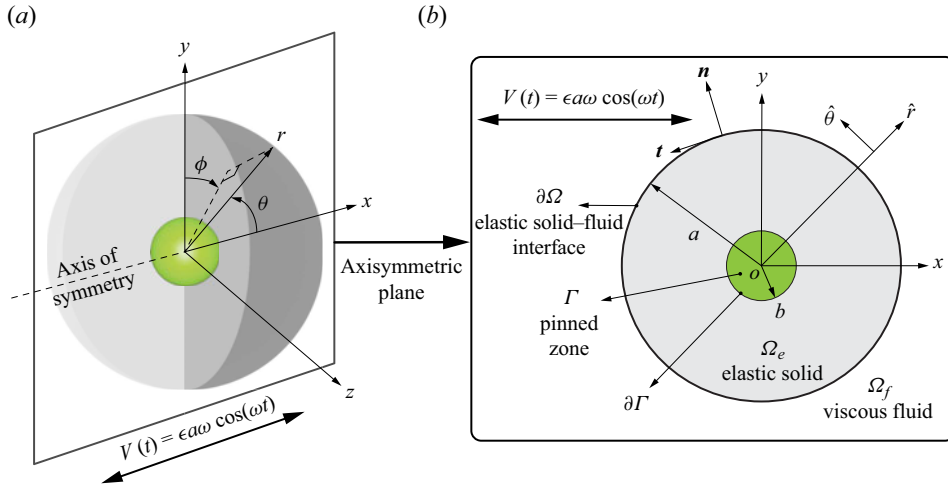 (a)
y
r
ϕ
θ
x
Axis of
symmetry
z
V (t) = ϵaω cos(ωt)
Axisymmetric
plane
(b)
V (t) = ϵaω cos(ωt)
n
y
θ̂
r̂
t
∂Ω
elastic solid–fluid
interface
a
x
o
b
Γ
pinned
zone
Ωe
elastic solid
Ωf
viscous fluid
∂Γ